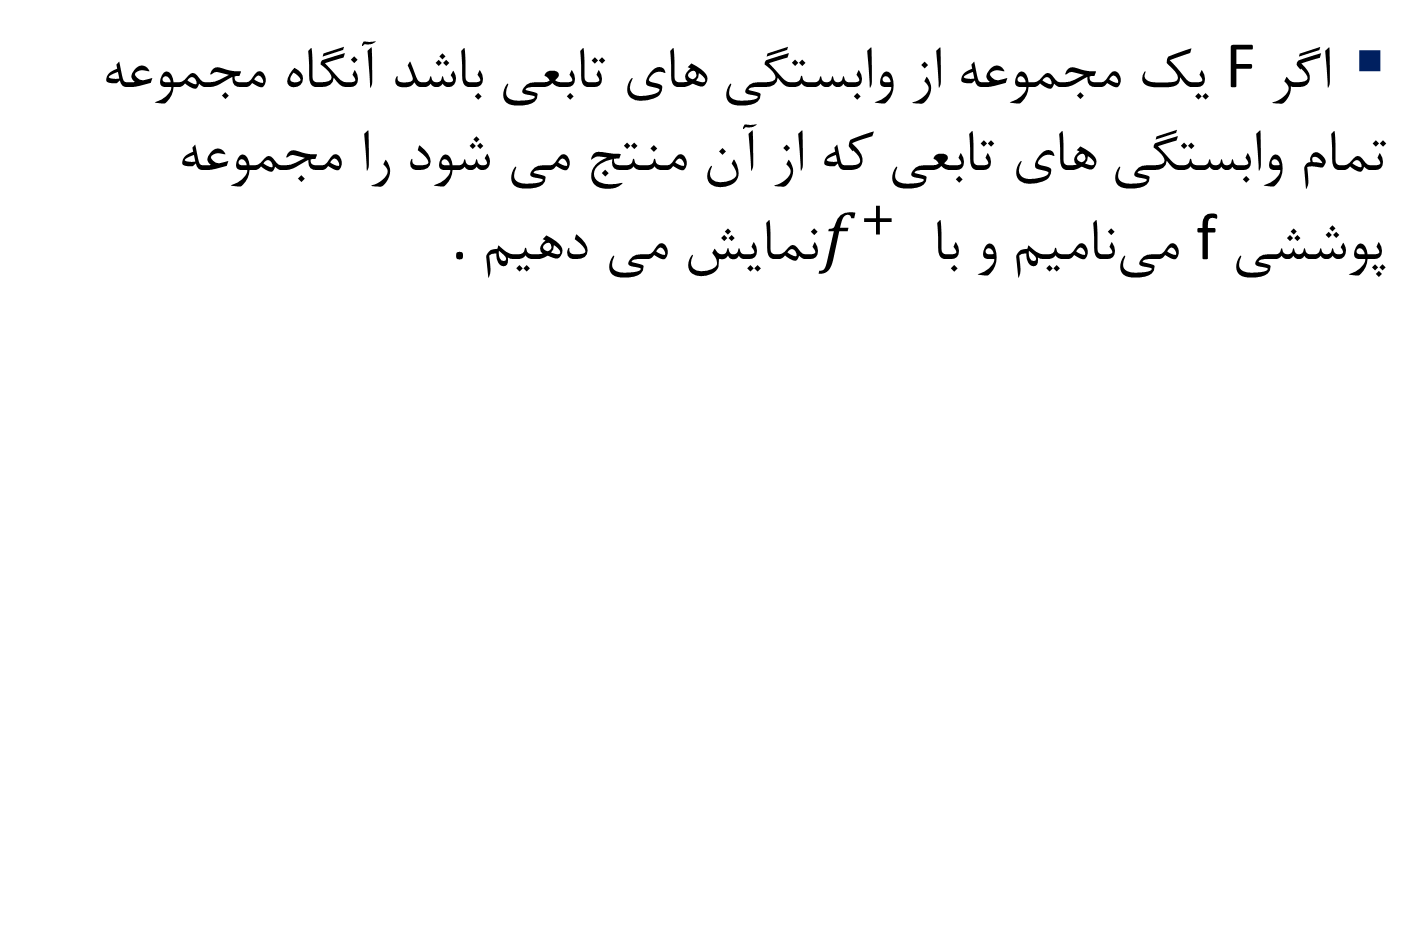 ▪ اگر F یک مجموعه از وابستگی های تابعی باشد آنگاه مجموعه
تمام وابستگی های تابعی که از آن منتج می شود را مجموعه
پوششی f می‌نامیم و با f⁺ نمایش می دهیم .